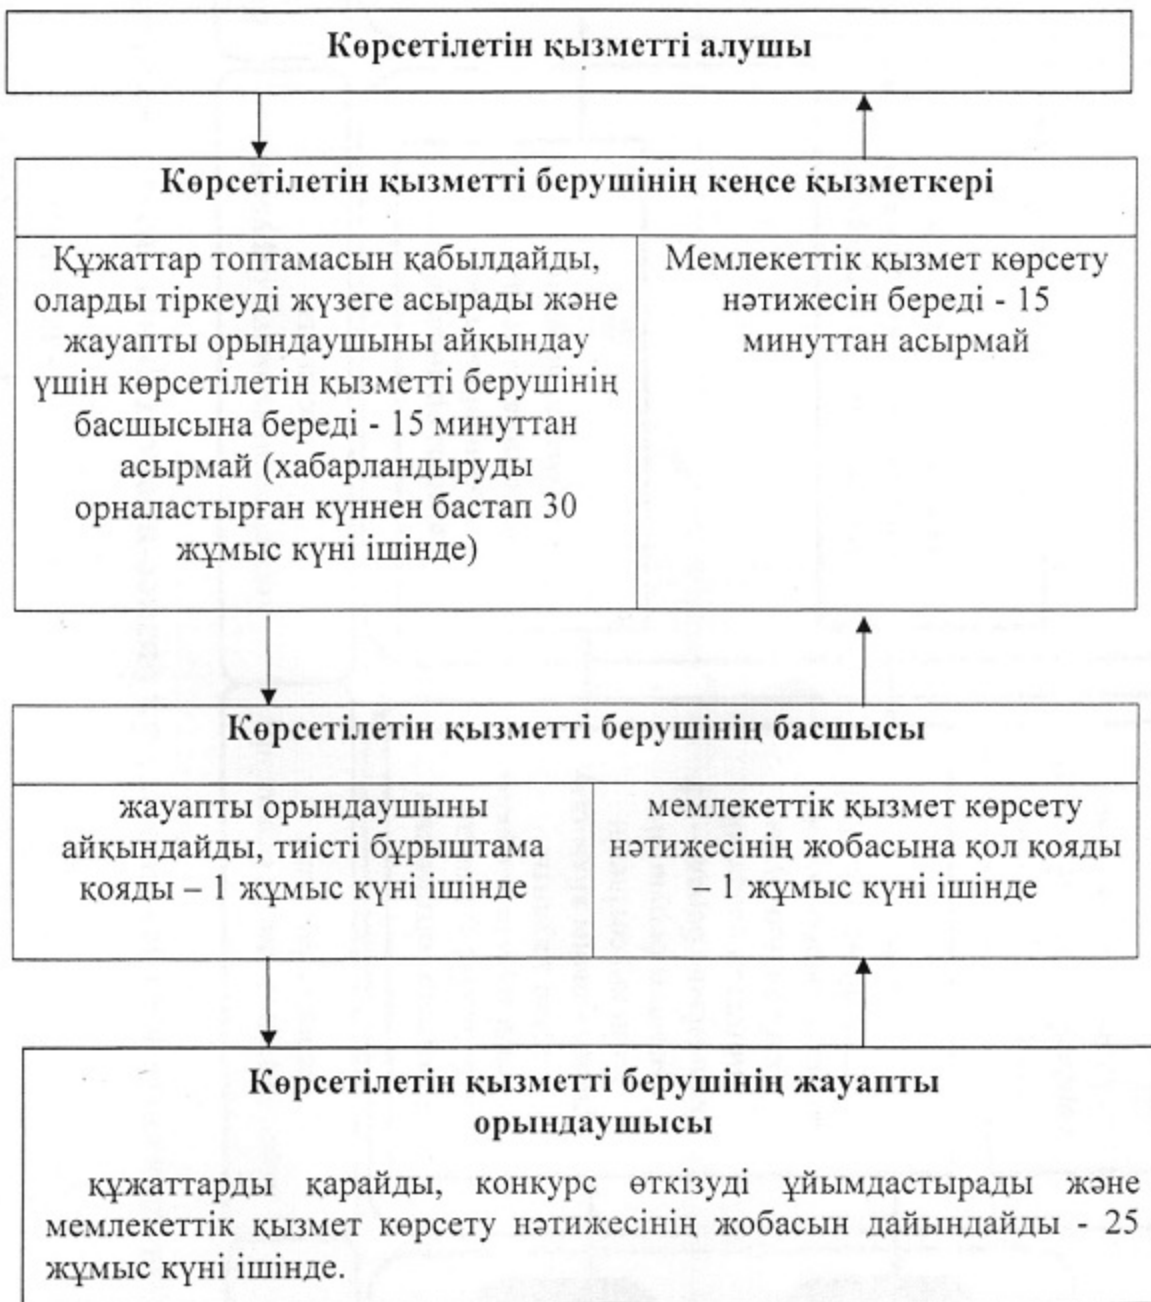 Көрсетілетін қызметті алушы
Көрсетілетін қызметті берушінің кеңсе қызметкері
Құжаттар топтамасын қабылдайды,
оларды тіркеуді жүзеге асырады және
жауапты орындаушыны айқындау
үшін көрсетілетін қызметті берушінің
басшысына береді - 15 минуттан
асырмай (хабарландыруды
орналастырған күннен бастап 30
жұмыс күні ішінде)
Мемлекеттік қызмет көрсету
нәтижесін береді - 15
минуттан асырмай
Көрсетілетін қызметті берушінің басшысы
жауапты орындаушыны
айқындайды, тиісті бұрыштама
қояды – 1 жұмыс күні ішінде
мемлекеттік қызмет көрсету
нәтижесінің жобасына қол қояды
– 1 жұмыс күні ішінде
Көрсетілетін қызметті берушінің жауапты
орындаушысы
құжаттарды қарайды, конкурс өткізуді ұйымдастырады және
мемлекеттік қызмет көрсету нәтижесінің жобасын дайындайды - 25
жұмыс күні ішінде.